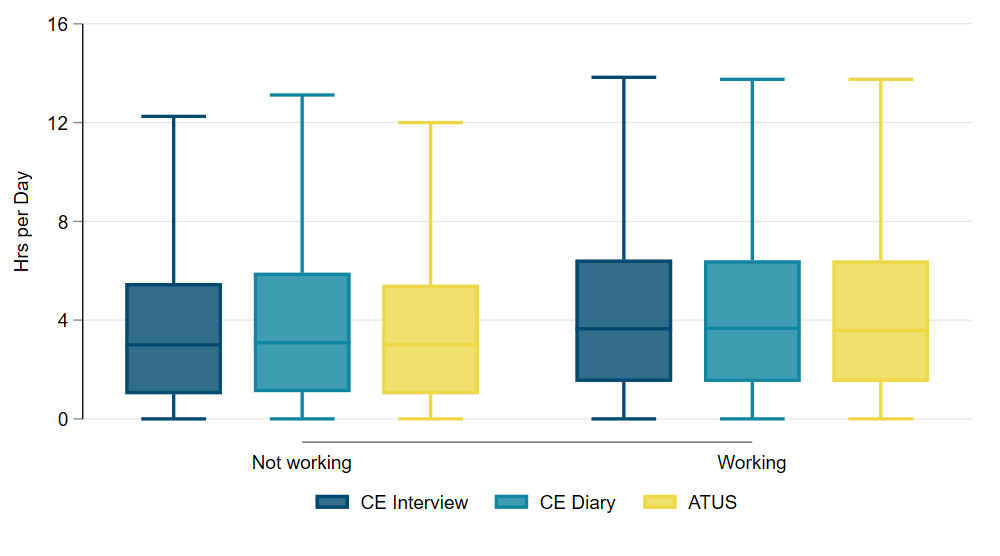 16
12
8
4
0
Hrs per Day
Not working
Working
CE Interview
CE Diary
ATUS